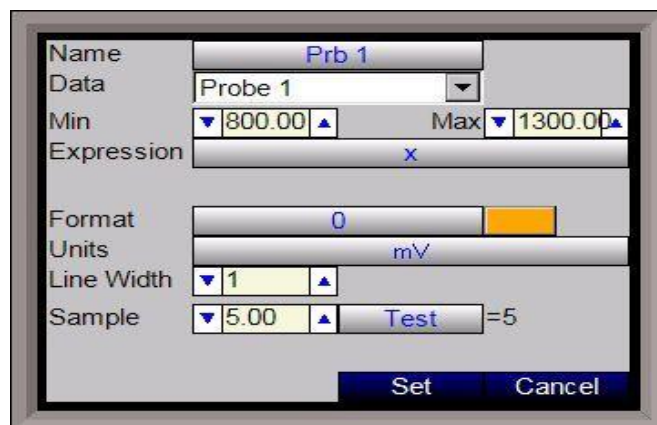 Name Prb 1
Data Probe 1
Min 800.00 Max 1300.00
Expression x
Format 0
Units mV
Line Width 1
Sample 5.00 Test =5
Set Cancel